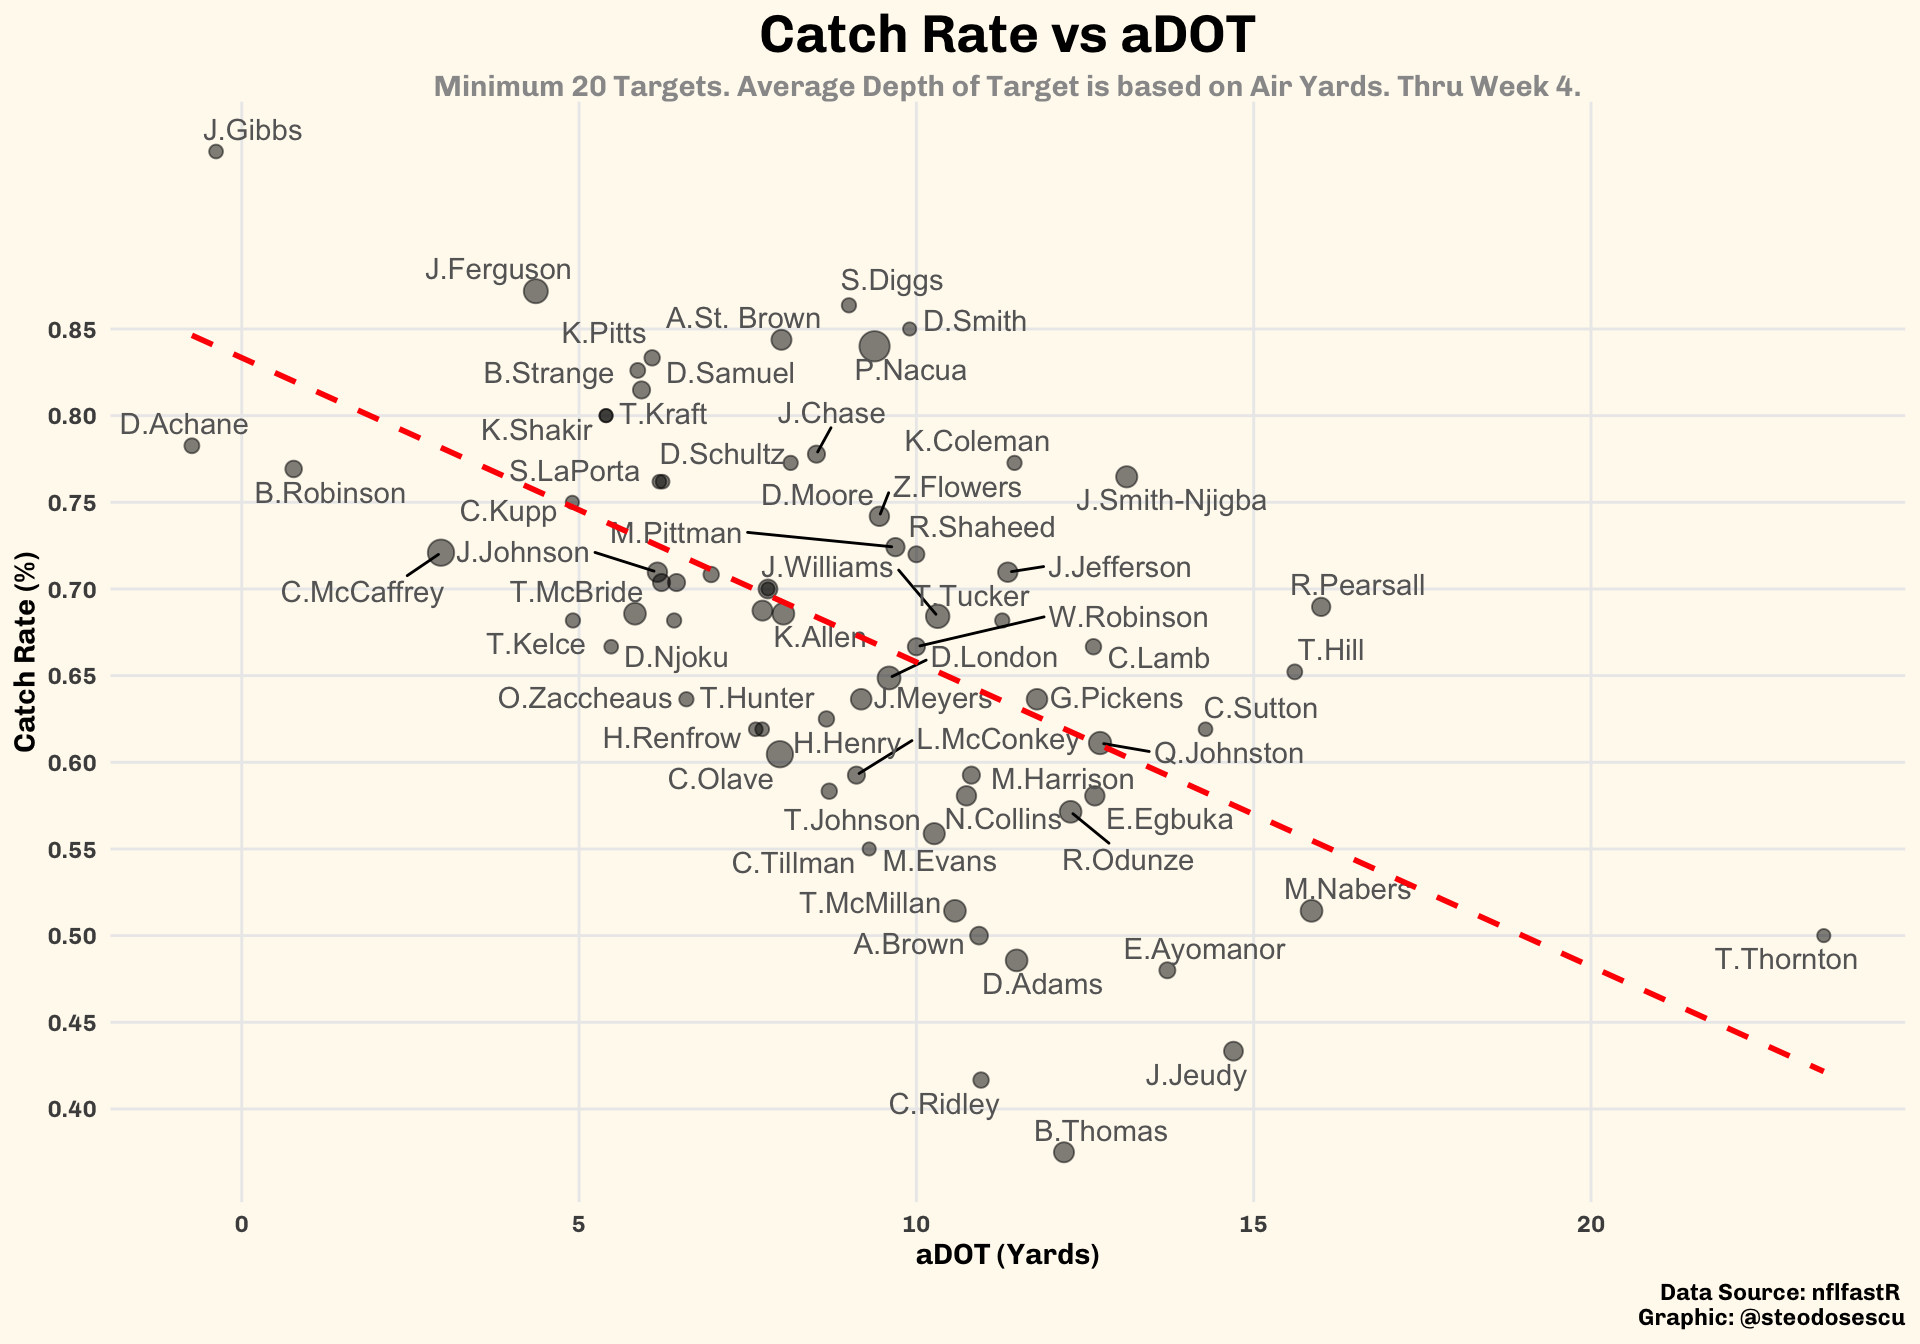 Catch Rate vs aDOT
Minimum 20 Targets. Average Depth of Target is based on Air Yards. Thru Week 4.
J.Gibbs
J.Ferguson
S.Diggs
A.St. Brown
D.Smith
K.Pitts
P.Nacua
B.Strange
D.Samuel
T.Kraft
J.Chase
D.Achane
K.Shakir
K.Coleman
D.Schultz
S.LaPorta
B.Robinson
D.Moore
Z.Flowers
J.Smith-Njigba
C.Kupp
M.Pittman
R.Shaheed
J.Johnson
J.Williams
J.Jefferson
C.McCaffrey
T.McBride
T.Tucker
R.Pearsall
W.Robinson
K.Allen
T.Kelce
D.Njoku
D.London
C.Lamb
T.Hill
O.Zaccheaus
T.Hunter
J.Meyers
G.Pickens
C.Sutton
H.Renfrow
H.Henry
L.McConkey
Q.Johnston
C.Olave
M.Harrison
T.Johnson
N.Collins
E.Egbuka
C.Tillman
M.Evans
R.Odunze
M.Nabers
T.McMillan
A.Brown
E.Ayomanor
T.Thornton
D.Adams
J.Jeudy
C.Ridley
B.Thomas
0.85
0.80
0.75
0.70
0.65
0.60
0.55
0.50
0.45
0.40
Catch Rate (%)
0
5
10
15
20
aDOT (Yards)
Data Source: nflfastR
Graphic: @steodosescu